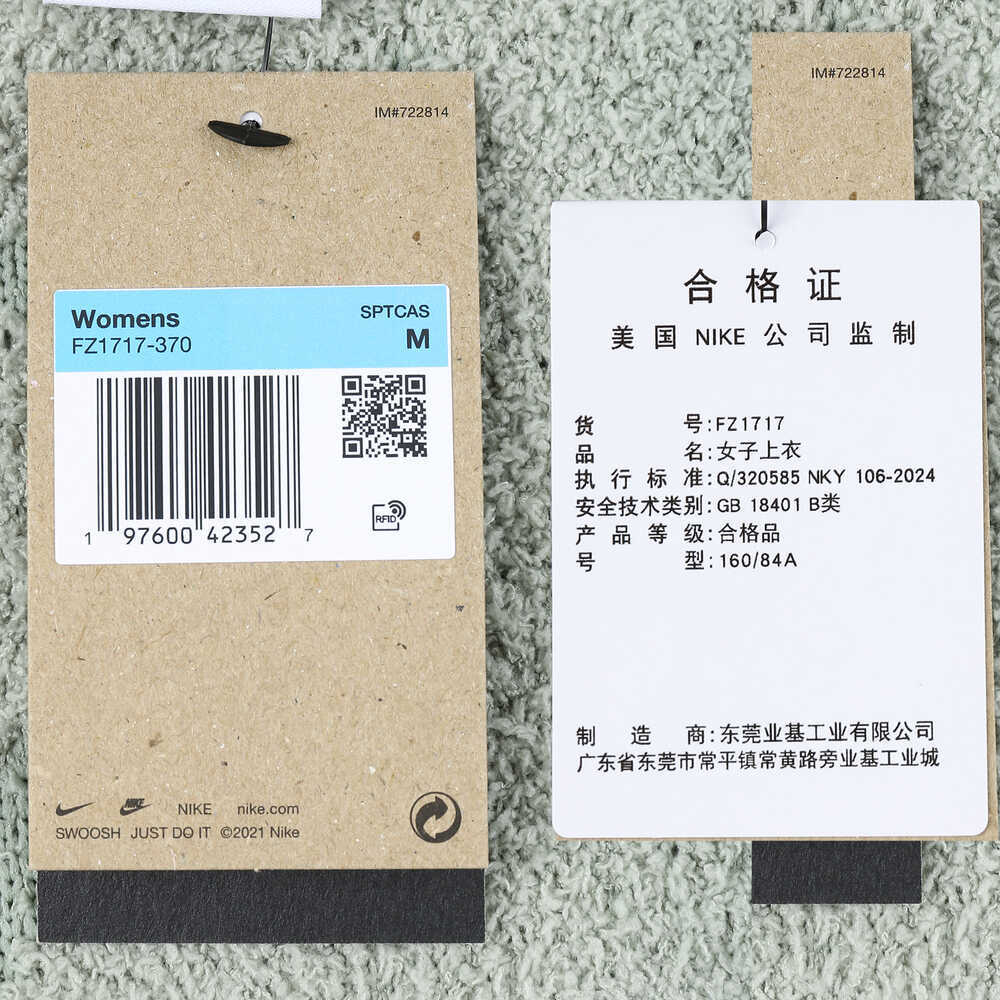 IM#722814
Womens
SPTCAS
FZ1717-370
M
1 97600 42352 7
RFID
NIKE
NIKE nike.com
SWOOSH JUST DO IT ©2021 Nike
IM#722814
合格证
美国 NIKE 公司监制
货号:FZ1717
品名:女子上衣
执行标准:Q/320585 NKY 106-2024
安全技术类别:GB 18401 B类
产品等级:合格品
号型:160/84A
制造商:东莞业基工业有限公司
广东省东莞市常平镇常黄路旁业基工业城